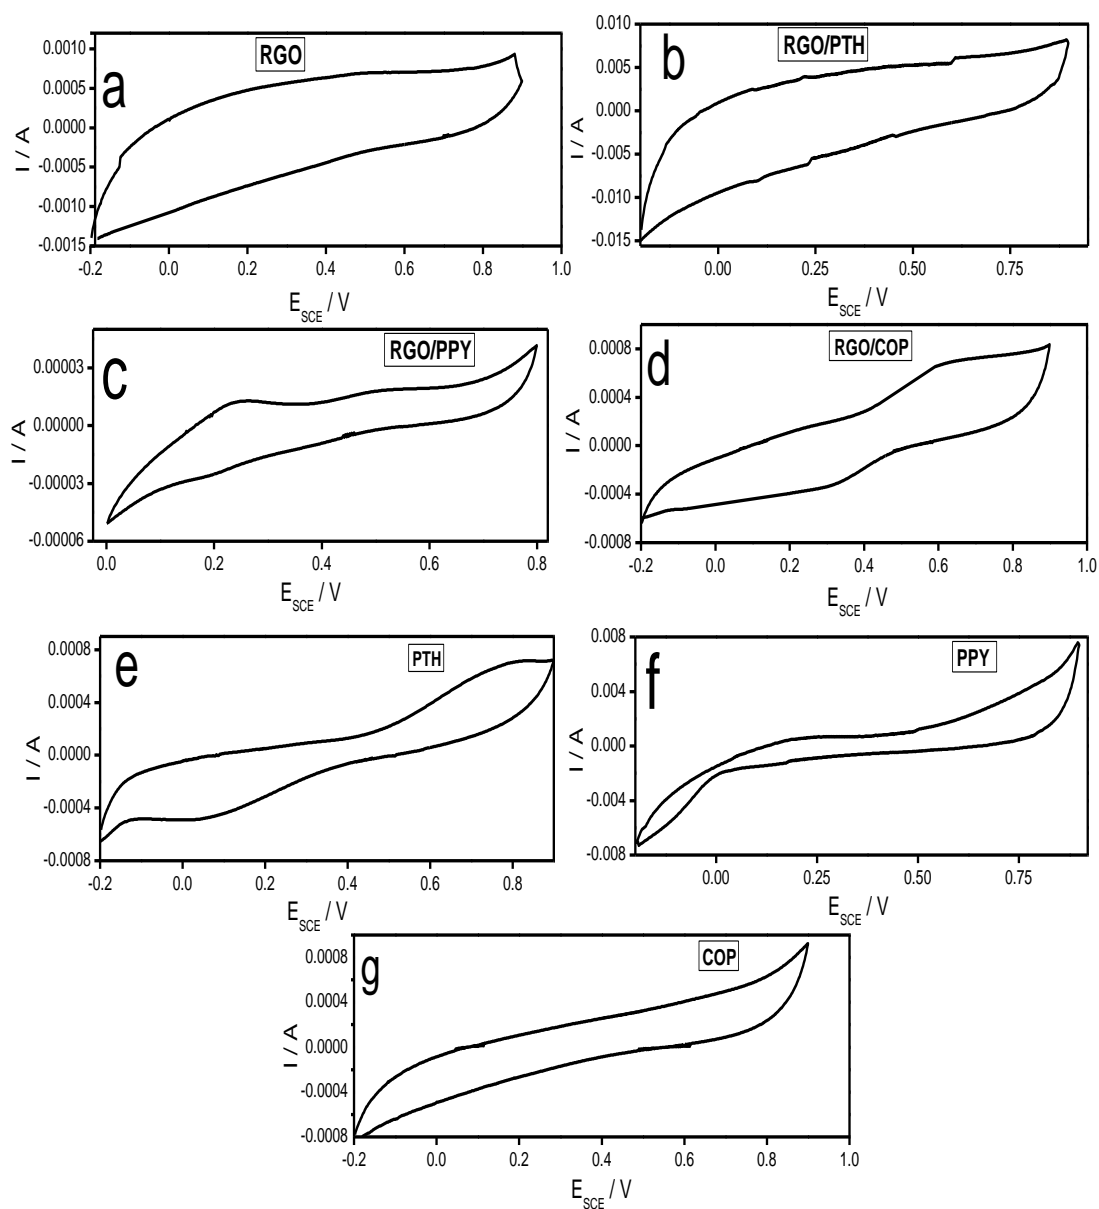 a
RGO
I / A
0.0010
0.0005
0.0000
-0.0005
-0.0010
-0.0015
-0.2 0.0 0.2 0.4 0.6 0.8 1.0
E_SCE / V
b
RGO/PTH
I / A
0.010
0.005
0.000
-0.005
-0.010
-0.015
0.00 0.25 0.50 0.75
E_SCE / V
c
RGO/PPY
I / A
0.00003
0.00000
-0.00003
-0.00006
0.0 0.2 0.4 0.6 0.8
E_SCE / V
d
RGO/COP
I / A
0.0008
0.0004
0.0000
-0.0004
-0.0008
-0.2 0.0 0.2 0.4 0.6 0.8 1.0
E_SCE / V
e
PTH
I / A
0.0008
0.0004
0.0000
-0.0004
-0.0008
-0.2 0.0 0.2 0.4 0.6 0.8
E_SCE / V
f
PPY
I / A
0.008
0.004
0.000
-0.004
-0.008
0.00 0.25 0.50 0.75
E_SCE / V
g
COP
I / A
0.0008
0.0004
0.0000
-0.0004
-0.0008
-0.2 0.0 0.2 0.4 0.6 0.8 1.0
E_SCE / V